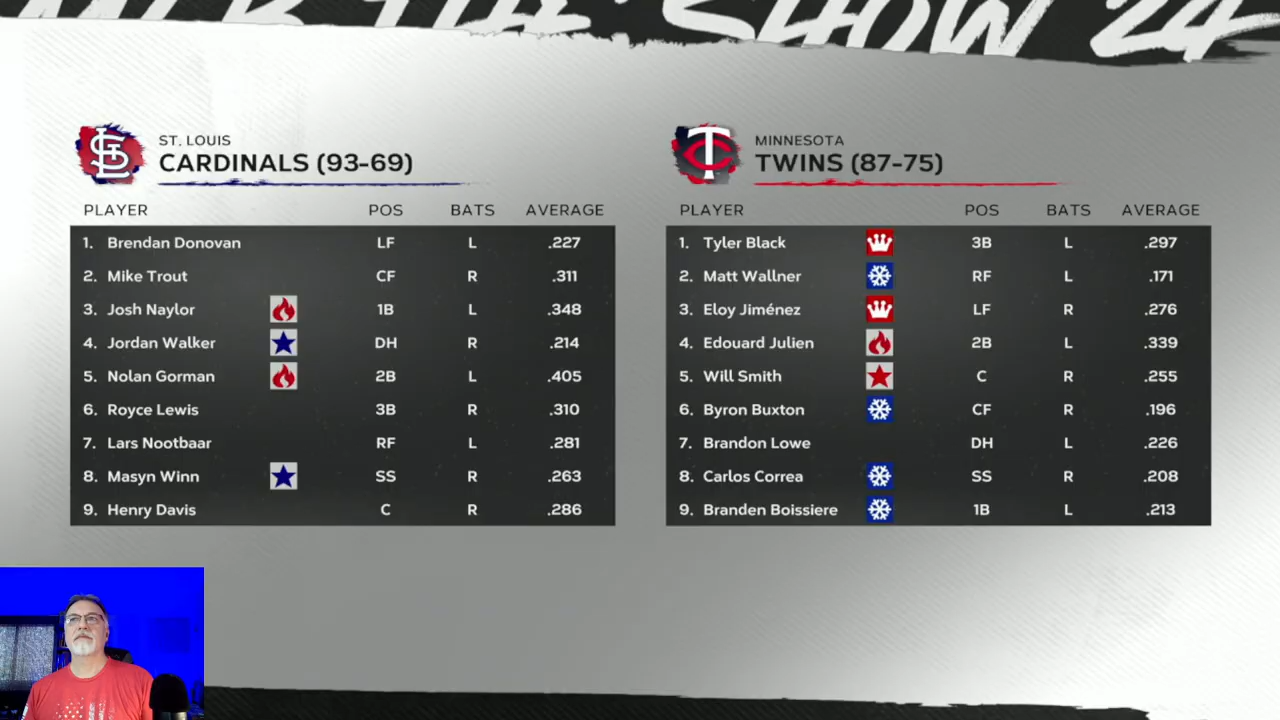 MLB THE SHOW 24
ST. LOUIS
CARDINALS (93-69)
PLAYER POS BATS AVERAGE
1. Brendan Donovan LF L .227
2. Mike Trout CF R .311
3. Josh Naylor 1B L .348
4. Jordan Walker DH R .214
5. Nolan Gorman 2B L .405
6. Royce Lewis 3B R .310
7. Lars Nootbaar RF L .281
8. Masyn Winn SS R .263
9. Henry Davis C R .286
TC
MINNESOTA
TWINS (87-75)
PLAYER POS BATS AVERAGE
1. Tyler Black 3B L .297
2. Matt Wallner RF L .171
3. Eloy Jiménez LF R .276
4. Edouard Julien 2B L .339
5. Will Smith C R .255
6. Byron Buxton CF R .196
7. Brandon Lowe DH L .226
8. Carlos Correa SS R .208
9. Branden Boissiere 1B L .213